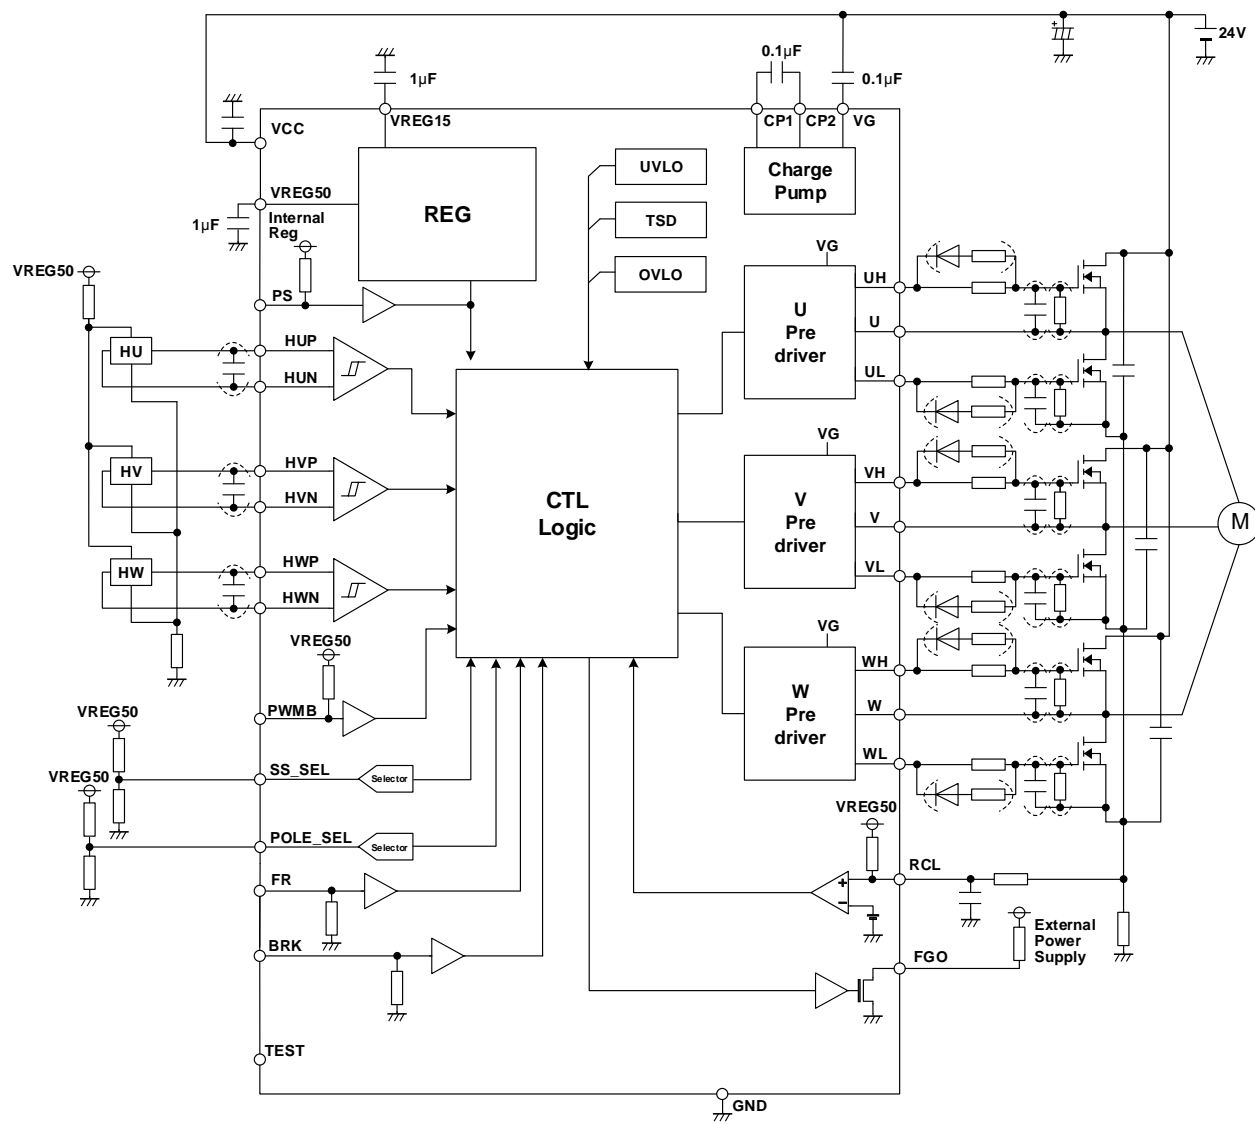 24V
0.1µF
0.1µF
1µF
VCC
VREG15
CP1
CP2
VG
VREG50
1µF
Internal
Reg
REG
UVLO
TSD
OVLO
Charge
Pump
VREG50
PS
VG
UH
U
Pre
driver
U
UL
HU
HUP
HUN
HV
HVP
HVN
HW
HWP
HWN
CTL
Logic
VG
VH
V
Pre
driver
V
VL
M
VG
WH
W
Pre
driver
W
WL
VREG50
PWMB
VREG50
SS_SEL
Selector
VREG50
POLE_SEL
Selector
VREG50
FR
+
-
RCL
BRK
External
Power
Supply
FGO
TEST
GND
+